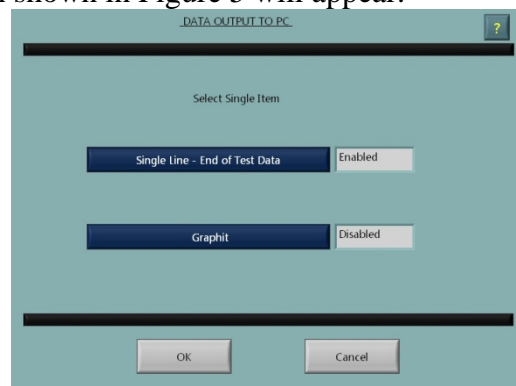 shown in Figure 3 will appear.
DATA OUTPUT TO PC
?
Select Single Item
Single Line - End of Test Data Enabled
Graphit Disabled
OK Cancel